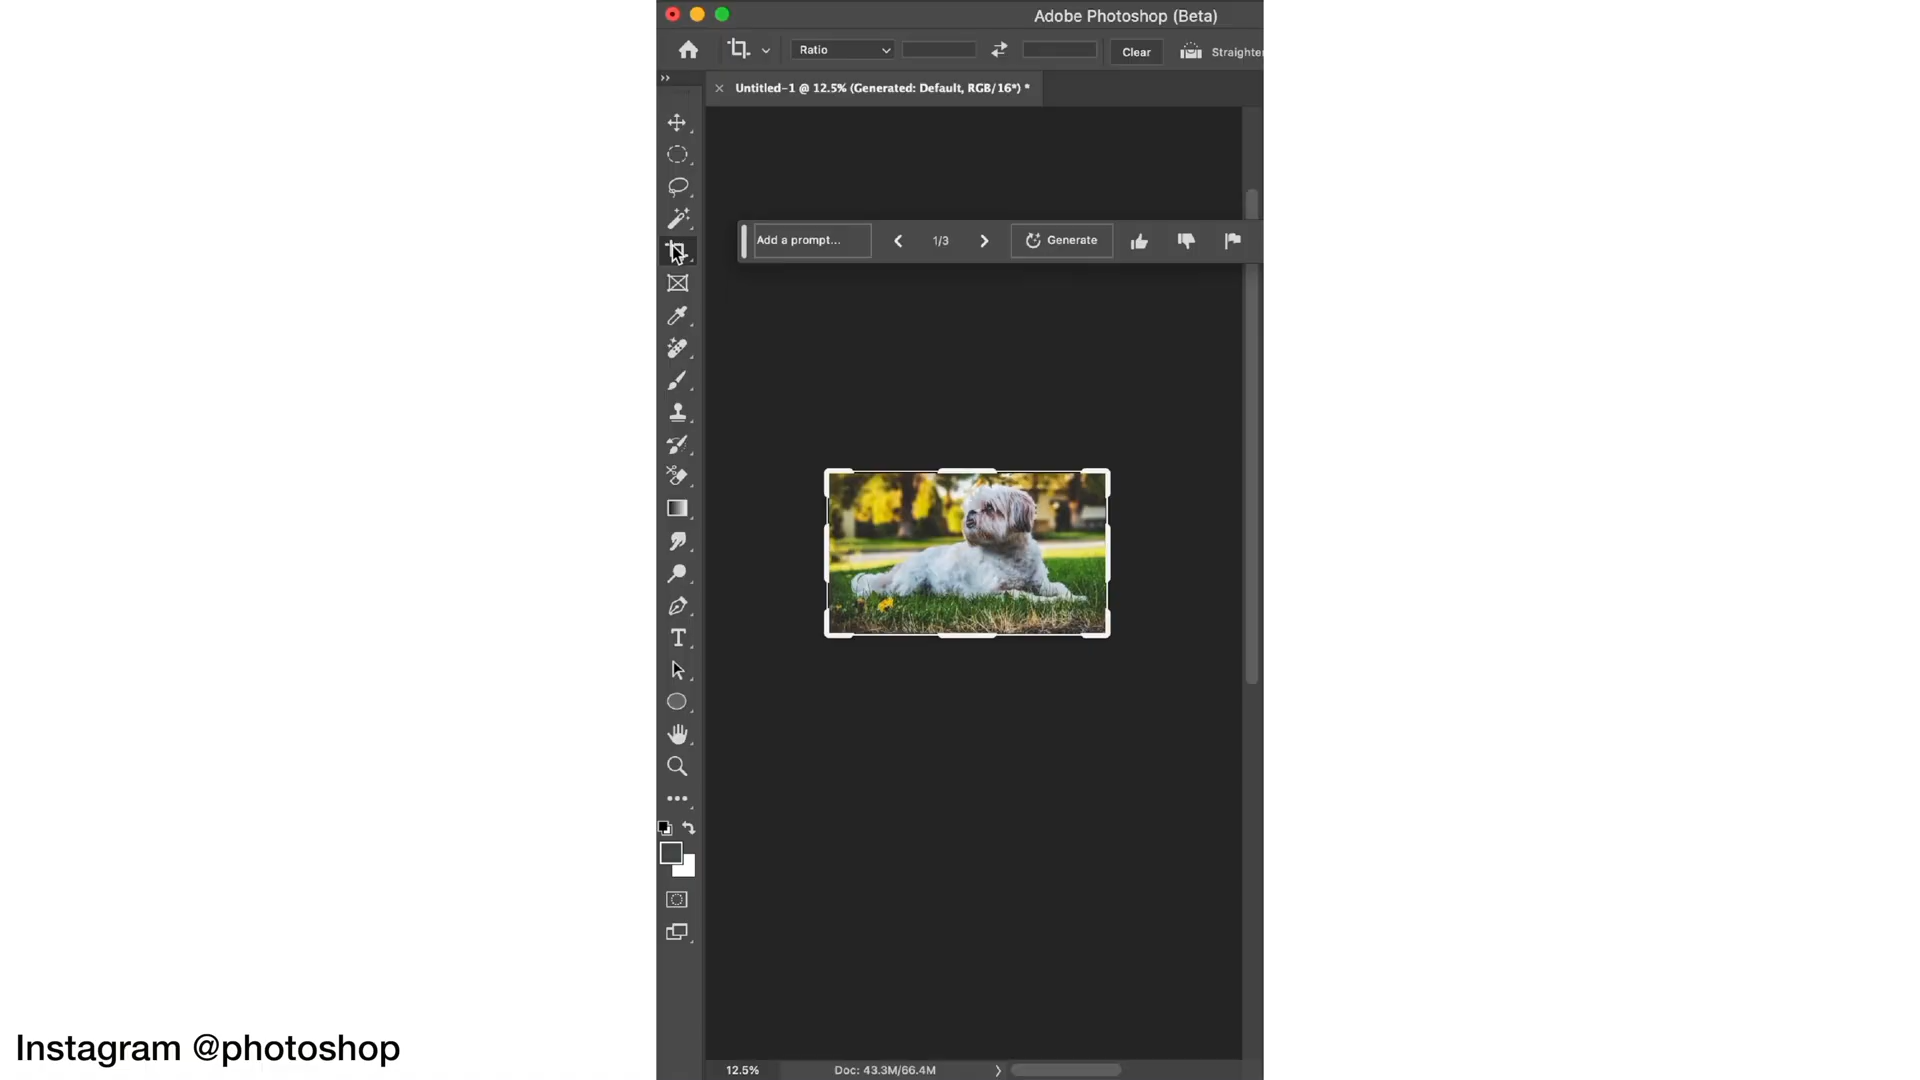 Adobe Photoshop (Beta)
Ratio
Clear
Straighten
Untitled-1 @ 12.5% (Generated: Default, RGB/16*) *
Add a prompt...
1/3
Generate
T
12.5%
Doc: 43.3M/66.4M
Instagram @photoshop